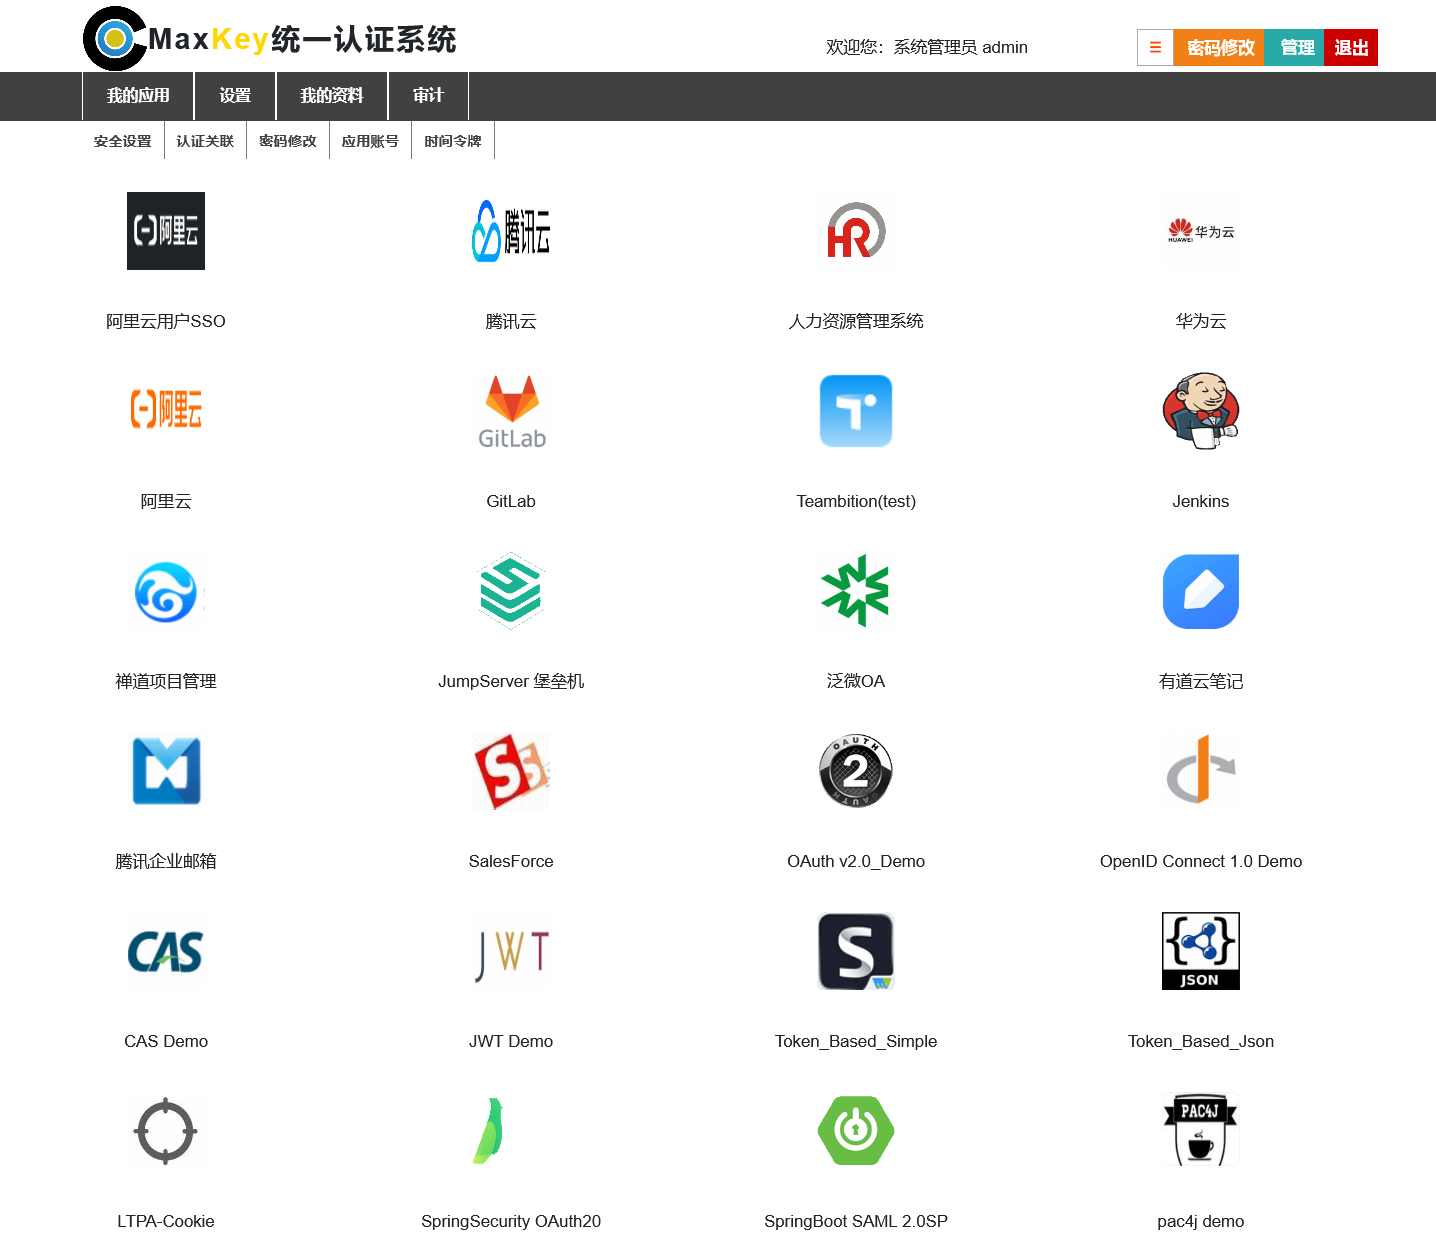 MaxKey统一认证系统
欢迎您：系统管理员 admin
☰ 密码修改 管理 退出
我的应用 设置 我的资料 审计
安全设置 认证关联 密码修改 应用账号 时间令牌
阿里云 腾讯云 HR HUAWEI 华为云
阿里云用户SSO 腾讯云 人力资源管理系统 华为云
阿里云 GitLab T
阿里云 GitLab Teambition(test) Jenkins
禅道项目管理 JumpServer 堡垒机 泛微OA 有道云笔记
S S OAUTH 2 OAUTH
腾讯企业邮箱 SalesForce OAuth v2.0_Demo OpenID Connect 1.0 Demo
CAS JWT S {} JSON
CAS Demo JWT Demo Token_Based_Simple Token_Based_Json
PAC4J
LTPA-Cookie SpringSecurity OAuth20 SpringBoot SAML 2.0SP pac4j demo